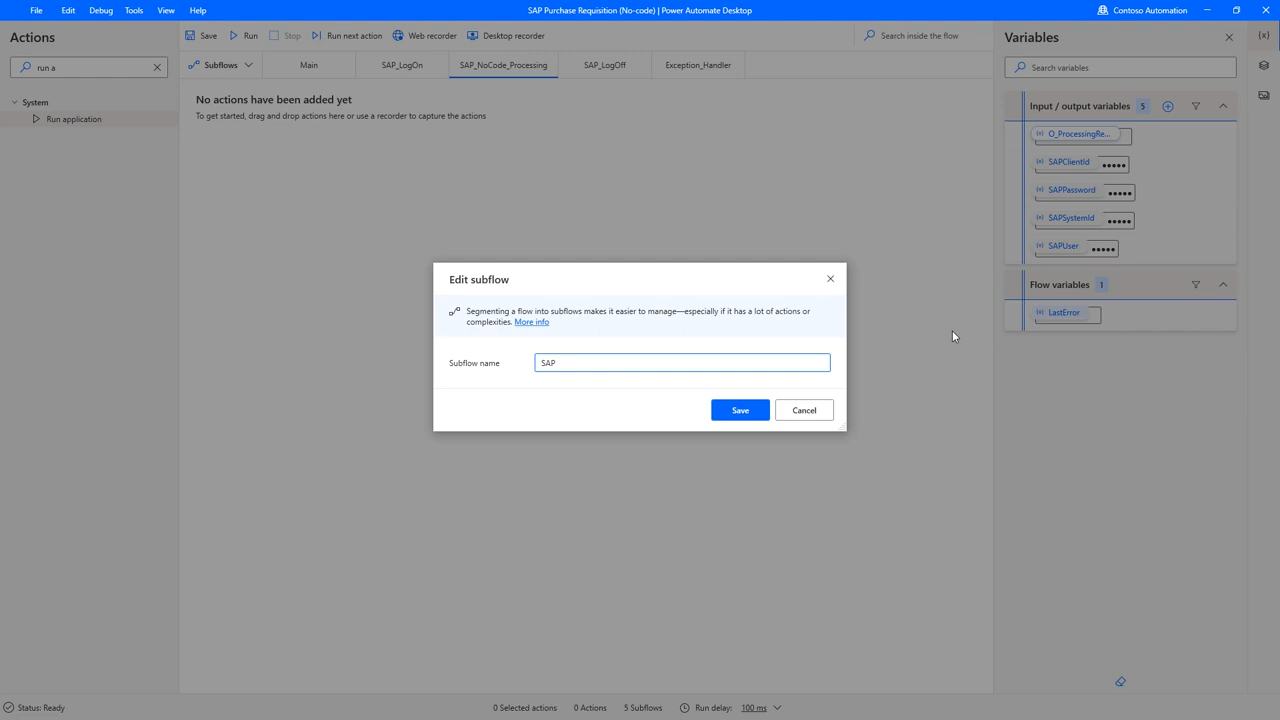 File Edit Debug Tools View Help
SAP Purchase Requisition (No-code) | Power Automate Desktop
Contoso Automation
Actions
run a
System
Run application
Save Run Stop Run next action Web recorder Desktop recorder
Search inside the flow
Subflows Main SAP_LogOn SAP_NoCode_Processing SAP_LogOff Exception_Handler
No actions have been added yet
To get started, drag and drop actions here or use a recorder to capture the actions
Edit subflow
Segmenting a flow into subflows makes it easier to manage—especially if it has a lot of actions or
complexities. More info
Subflow name SAP
Save Cancel
Variables
{x}
Search variables
Input / output variables 5
(x) O_ProcessingRe...
(x) SAPClientId •••••
(x) SAPPassword •••••
(x) SAPSystemId •••••
(x) SAPUser •••••
Flow variables 1
(x) LastError
Status: Ready
0 Selected actions 0 Actions 5 Subflows Run delay: 100 ms